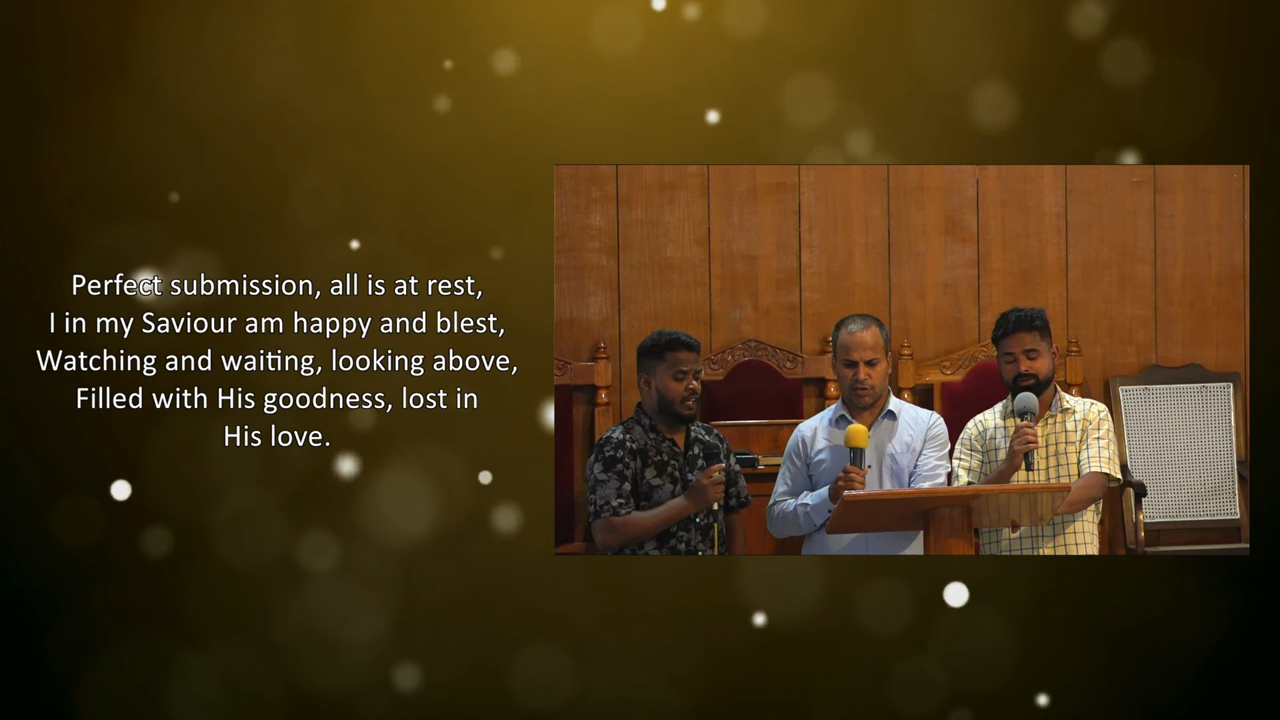 Perfect submission, all is at rest,
I in my Saviour am happy and blest,
Watching and waiting, looking above,
Filled with His goodness, lost in
His love.